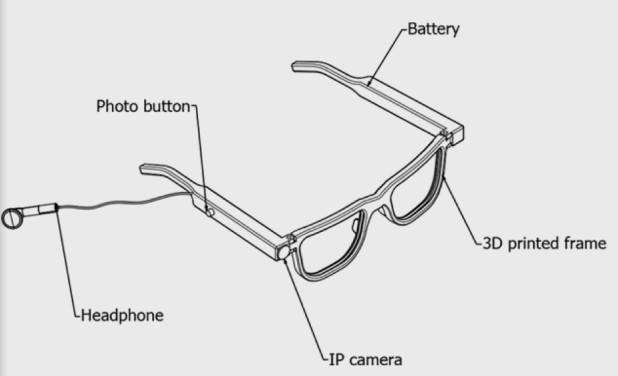 Battery
Photo button
3D printed frame
Headphone
IP camera